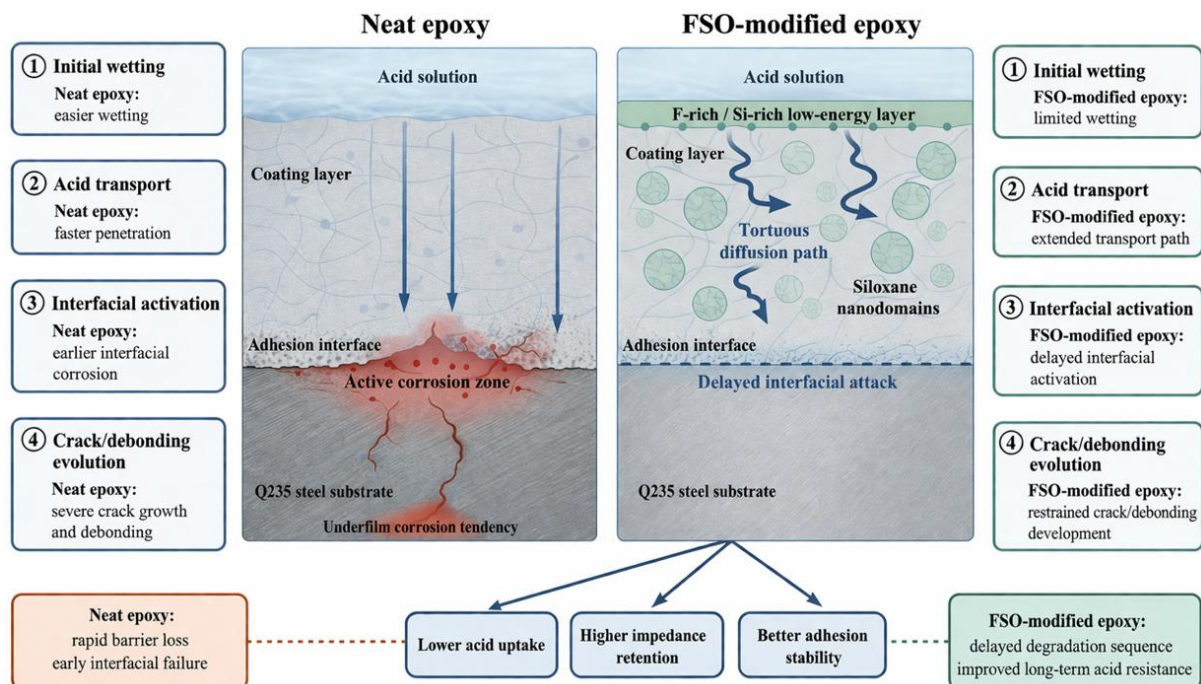 Neat epoxy
FSO-modified epoxy
① Initial wetting
Neat epoxy:
easier wetting
② Acid transport
Neat epoxy:
faster penetration
③ Interfacial activation
Neat epoxy:
earlier interfacial
corrosion
④ Crack/debonding
evolution
Neat epoxy:
severe crack growth
and debonding
Acid solution
Coating layer
Adhesion interface
Active corrosion zone
Q235 steel substrate
Underfilm corrosion tendency
Acid solution
F-rich / Si-rich low-energy layer
Coating layer
Tortuous
diffusion path
Siloxane
nanodomains
Adhesion interface
Delayed interfacial attack
Q235 steel substrate
① Initial wetting
FSO-modified epoxy:
limited wetting
② Acid transport
FSO-modified epoxy:
extended transport path
③ Interfacial activation
FSO-modified epoxy:
delayed interfacial
activation
④ Crack/debonding
evolution
FSO-modified epoxy:
restrained crack/debonding
development
Neat epoxy:
rapid barrier loss
early interfacial failure
Lower acid uptake
Higher impedance
retention
Better adhesion
stability
FSO-modified epoxy:
delayed degradation sequence
improved long-term acid resistance